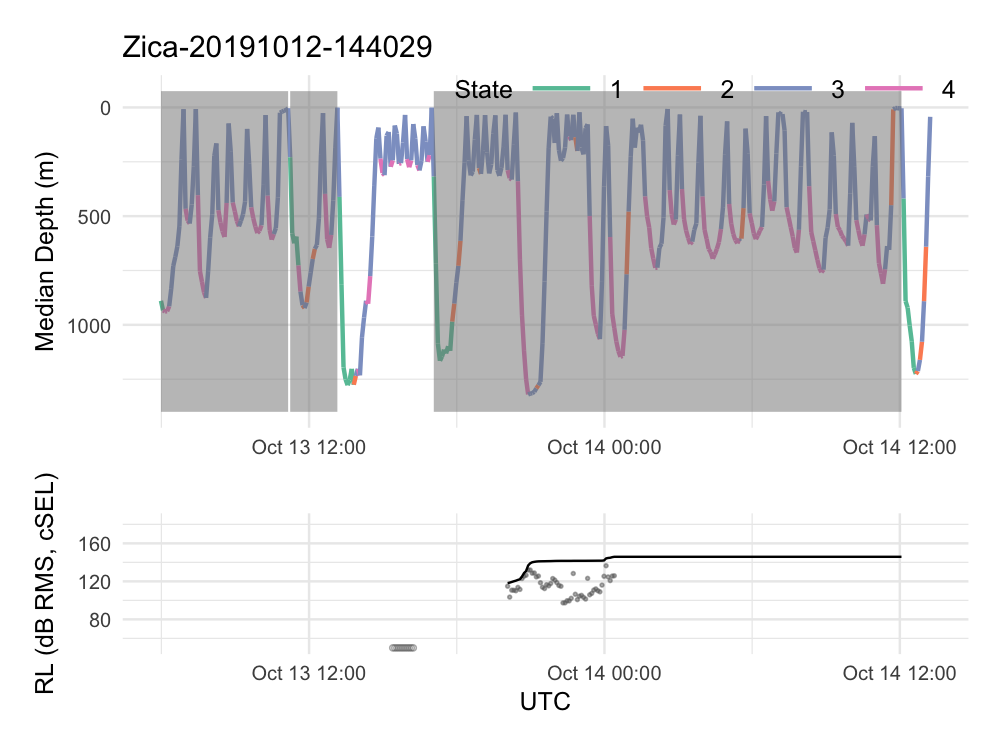 Zica-20191012-144029
State 1 2 3 4
Median Depth (m)
0
500
1000
Oct 13 12:00 Oct 14 00:00 Oct 14 12:00
RL (dB RMS, cSEL)
160
120
80
Oct 13 12:00 Oct 14 00:00 Oct 14 12:00
UTC